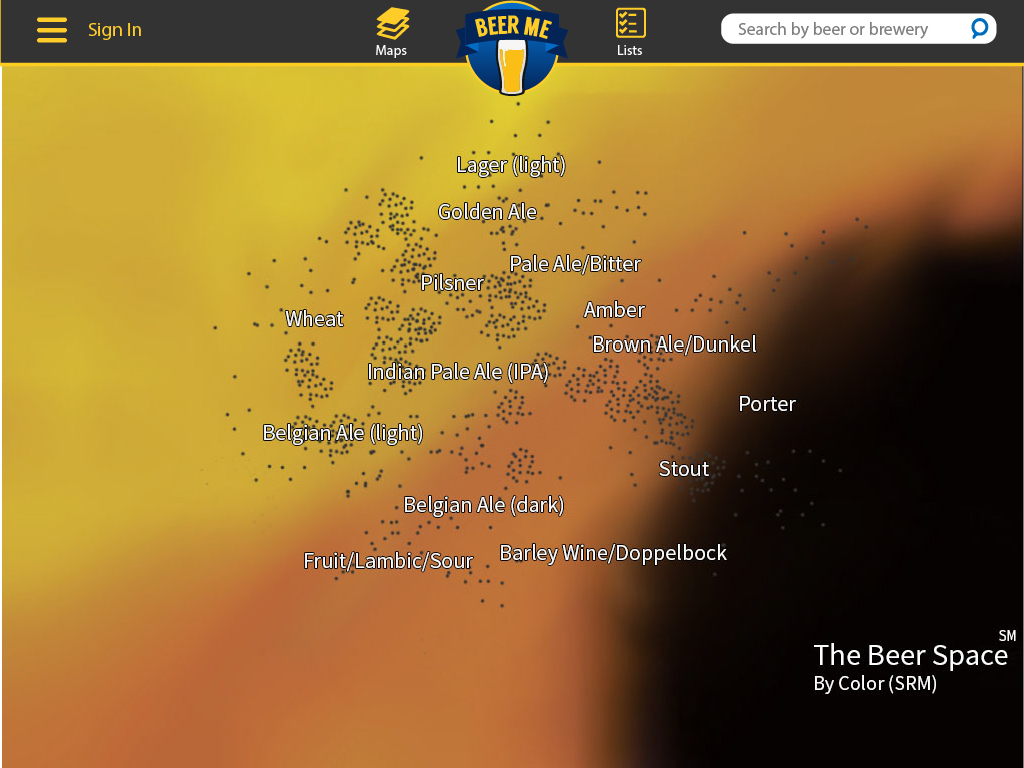 Sign In
Maps
BEER ME
Lists
Search by beer or brewery
Lager (light)
Golden Ale
Pale Ale/Bitter
Pilsner
Amber
Wheat
Brown Ale/Dunkel
Indian Pale Ale (IPA)
Porter
Belgian Ale (light)
Stout
Belgian Ale (dark)
Barley Wine/Doppelbock
Fruit/Lambic/Sour
The Beer Space SM
By Color (SRM)